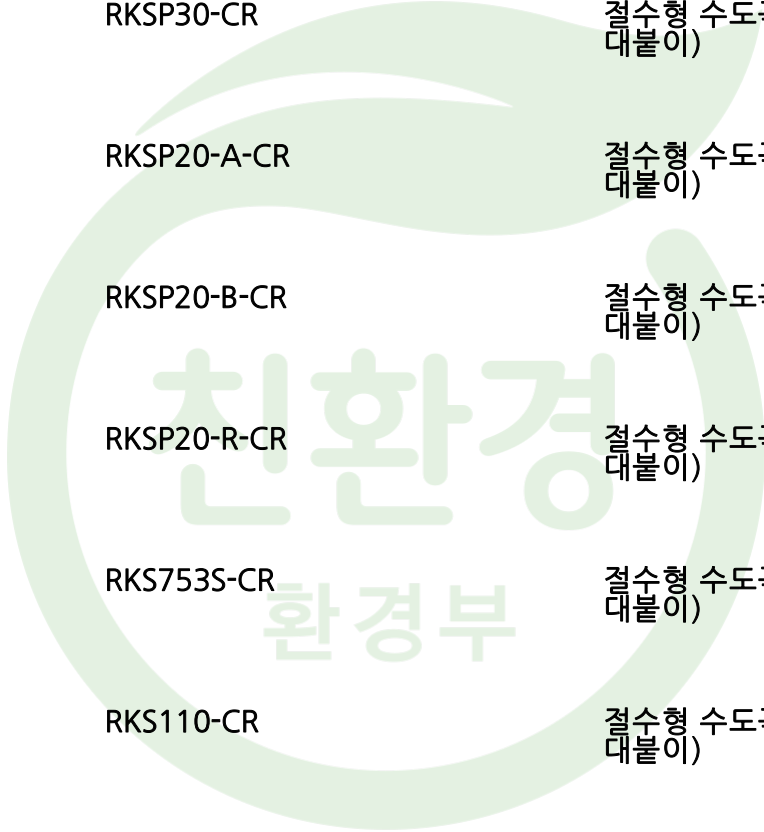 RKSP30-CR 절수형 수도
대붙이)
RKSP20-A-CR 절수형 수도
대붙이)
RKSP20-B-CR 절수형 수도
대붙이)
RKSP20-R-CR 절수형 수도
대붙이)
RKS753S-CR 절수형 수도
대붙이)
RKS110-CR 절수형 수도
대붙이)
친환경
환경부